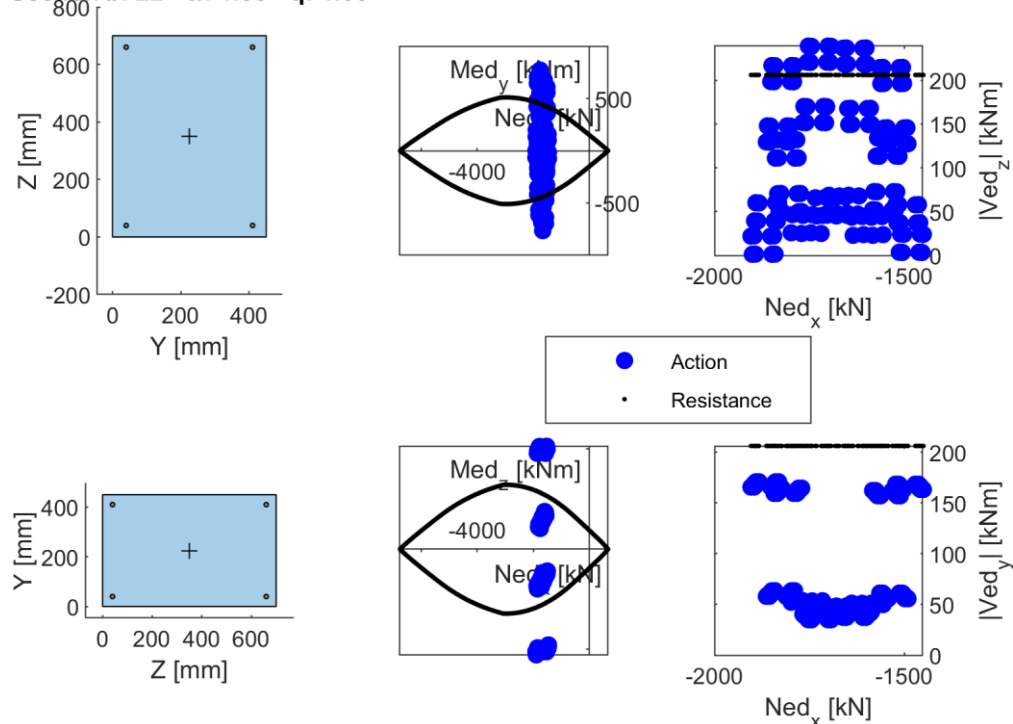 800
600
400
200
0
-200
0 200 400
Z [mm]
Y [mm]
Med_y [kNm]
Ned_x [kN]
-4000
500
-500
200
150
100
50
0
-2000 -1500
|Ved_z| [kNm]
Ned_x [kN]
Action
Resistance
400
200
0
0 200 400 600
Y [mm]
Z [mm]
Med_z [kNm]
-4000
[kN]
200
150
100
50
0
-2000 -1500
|Ved_y| [kNm]
Ned_x [kN]